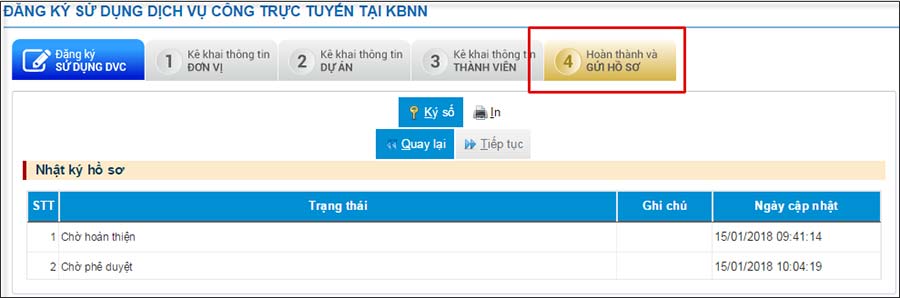 ĐĂNG KÝ SỬ DỤNG DỊCH VỤ CÔNG TRỰC TUYẾN TẠI KBNN
Đăng ký
SỬ DỤNG DVC
1 Kê khai thông tin
ĐƠN VỊ
2 Kê khai thông tin
DỰ ÁN
3 Kê khai thông tin
THÀNH VIÊN
4 Hoàn thành và
GỬI HỒ SƠ
Ký số In
Quay lại Tiếp tục
Nhật ký hồ sơ
STT Trạng thái Ghi chú Ngày cập nhật
1 Chờ hoàn thiện 15/01/2018 09:41:14
2 Chờ phê duyệt 15/01/2018 10:04:19